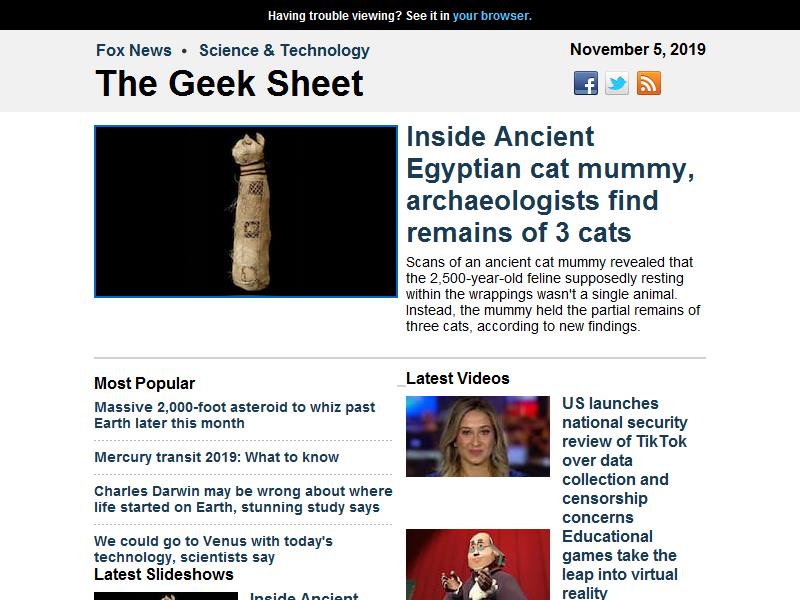 Having trouble viewing? See it in your browser.
Fox News • Science & Technology
November 5, 2019
The Geek Sheet
Inside Ancient
Egyptian cat mummy,
archaeologists find
remains of 3 cats
Scans of an ancient cat mummy revealed that
the 2,500-year-old feline supposedly resting
within the wrappings wasn't a single animal.
Instead, the mummy held the partial remains of
three cats, according to new findings.
Most Popular
Massive 2,000-foot asteroid to whiz past
Earth later this month
Mercury transit 2019: What to know
Charles Darwin may be wrong about where
life started on Earth, stunning study says
We could go to Venus with today's
technology, scientists say
Latest Slideshows
Inside Ancient
Latest Videos
US launches
national security
review of TikTok
over data
collection and
censorship
concerns
Educational
games take the
leap into virtual
reality